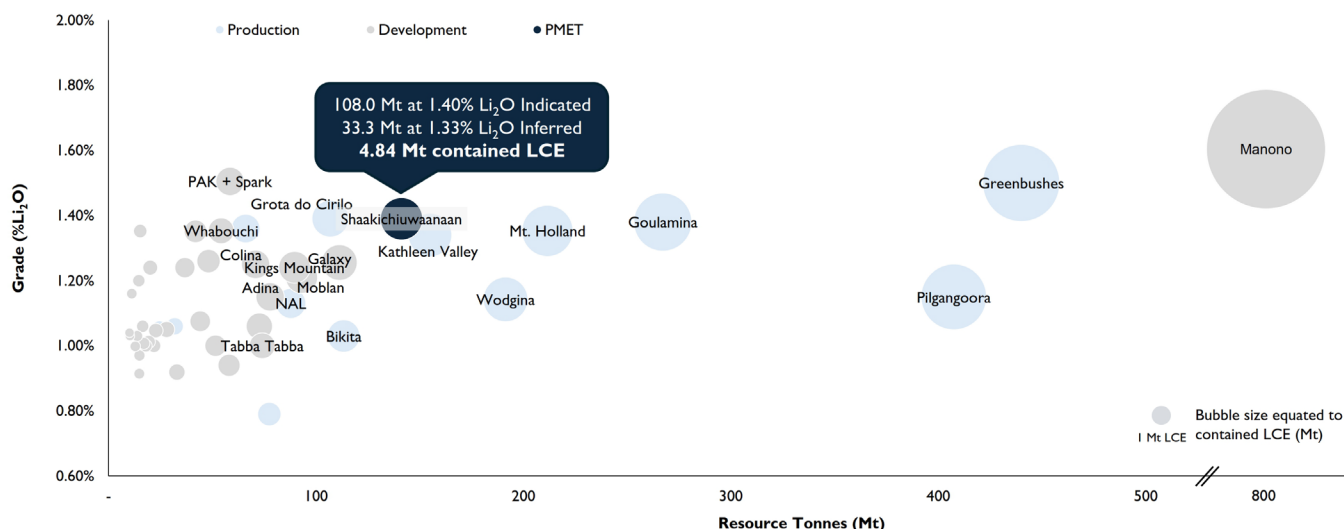 2.00%
Production
Development
PMET
1.80%
108.0 Mt at 1.40% Li₂O Indicated
33.3 Mt at 1.33% Li₂O Inferred
4.84 Mt contained LCE
1.60%
Manono
PAK + Spark
Greenbushes
Grade (%Li₂O)
1.40%
Grota do Cirilo
Shaakichiuwaanaan
Goulamina
Whabouchi
Mt. Holland
Kathleen Valley
Colina
Galaxy
Kings Mountain
1.20%
Adina
Moblan
NAL
Wodgina
Pilgangoora
Bikita
1.00%
Tabba Tabba
0.80%
1 Mt LCE
Bubble size equated to
contained LCE (Mt)
0.60%
-
100
200
300
400
500
800
Resource Tonnes (Mt)